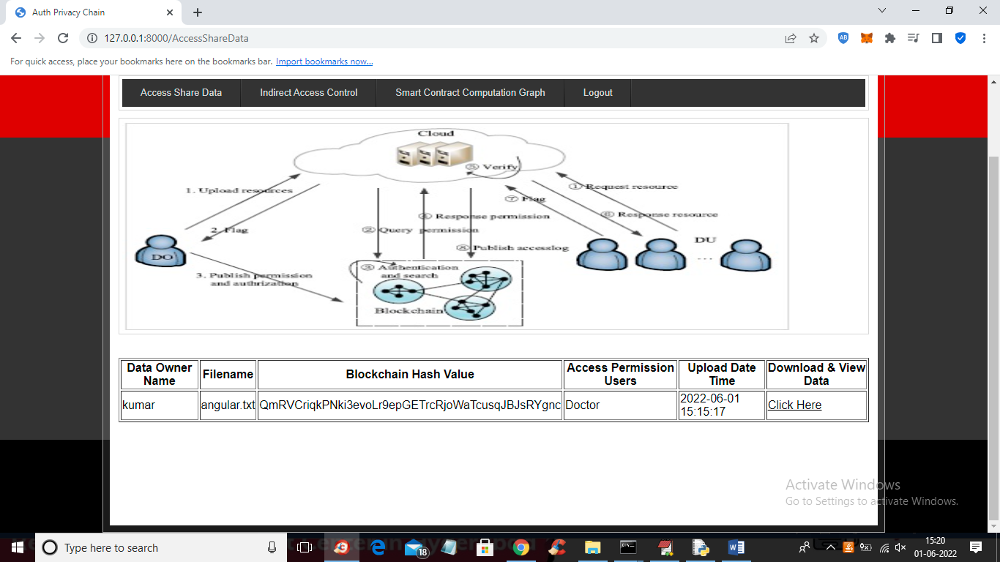 Auth Privacy Chain
127.0.0.1:8000/AccessShareData
For quick access, place your bookmarks here on the bookmarks bar. Import bookmarks now...
Access Share Data Indirect Access Control Smart Contract Computation Graph Logout
Cloud
⑤ Verify
1. Upload resources
① Request resource
⑦ Flag
④ Response permission
⑥ Response resource
2. Flag
② Query permission
DU
⑧ Publish accesslog
DO
...
③ Authentication
and search
3. Publish permission
and authrization
Blockchain
Data Owner Name Filename Blockchain Hash Value Access Permission Users Upload Date Time Download & View Data
kumar angular.txt QmRVCriqkPNki3evoLr9epGETrcRjoWaTcusqJBJsRYgnc Doctor 2022-06-01 15:15:17 Click Here
Activate Windows
Go to Settings to activate Windows.
Type here to search
18
15:20
01-06-2022